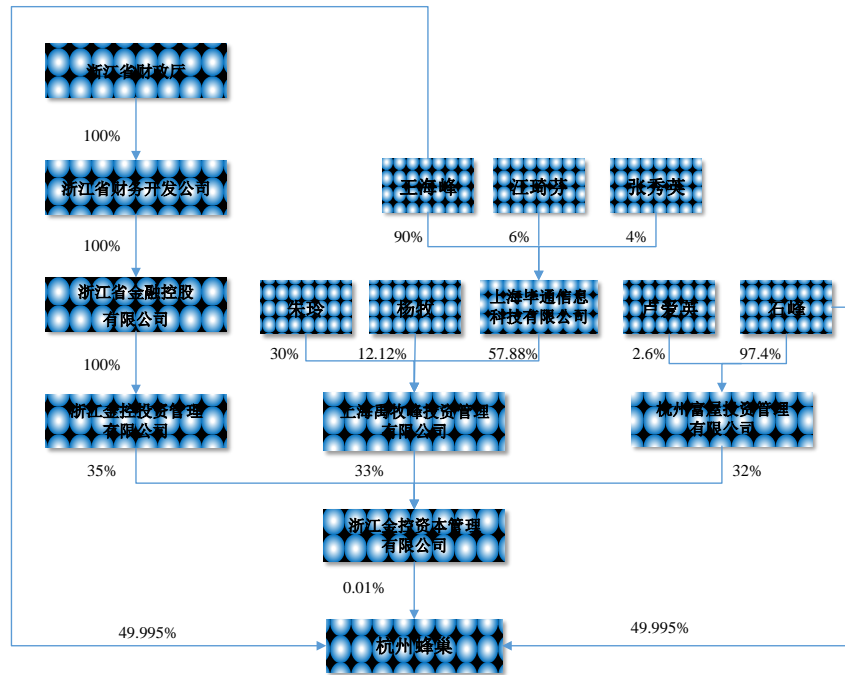 浙江省财政厅
100%
浙江省财务开发公司
王海峰
汪琦芬
张秀英
90%
6%
4%
100%
浙江省金融控股
有限公司
朱玲
杨牧
上海毕通信息
科技有限公司
卢爱英
石峰
30%
12.12%
57.88%
2.6%
97.4%
100%
浙江金控投资管理
有限公司
上海禹牧峰投资管理
有限公司
杭州富握投资管理
有限公司
35%
33%
32%
浙江金控资本管理
有限公司
0.01%
49.995%
49.995%
杭州蜂巢